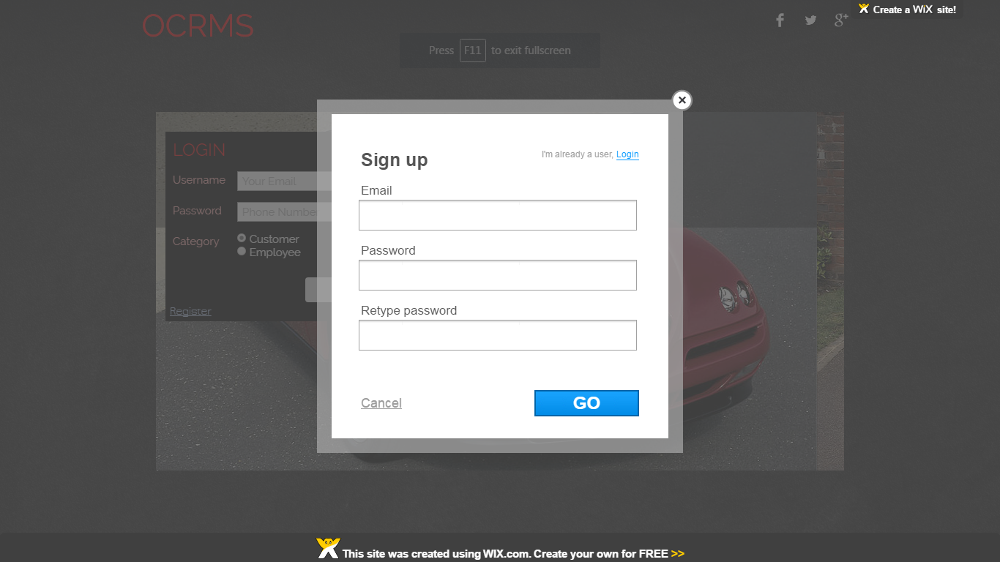 OCRMS
f
g+
Create a WiX site!
Press F11 to exit fullscreen
×
LOGIN
Username
Your Email
Password
Phone Numbe
Category
Customer
Employee
Register
Sign up
I'm already a user, Login
Email
Password
Retype password
Cancel
GO
This site was created using WIX.com. Create your own for FREE >>